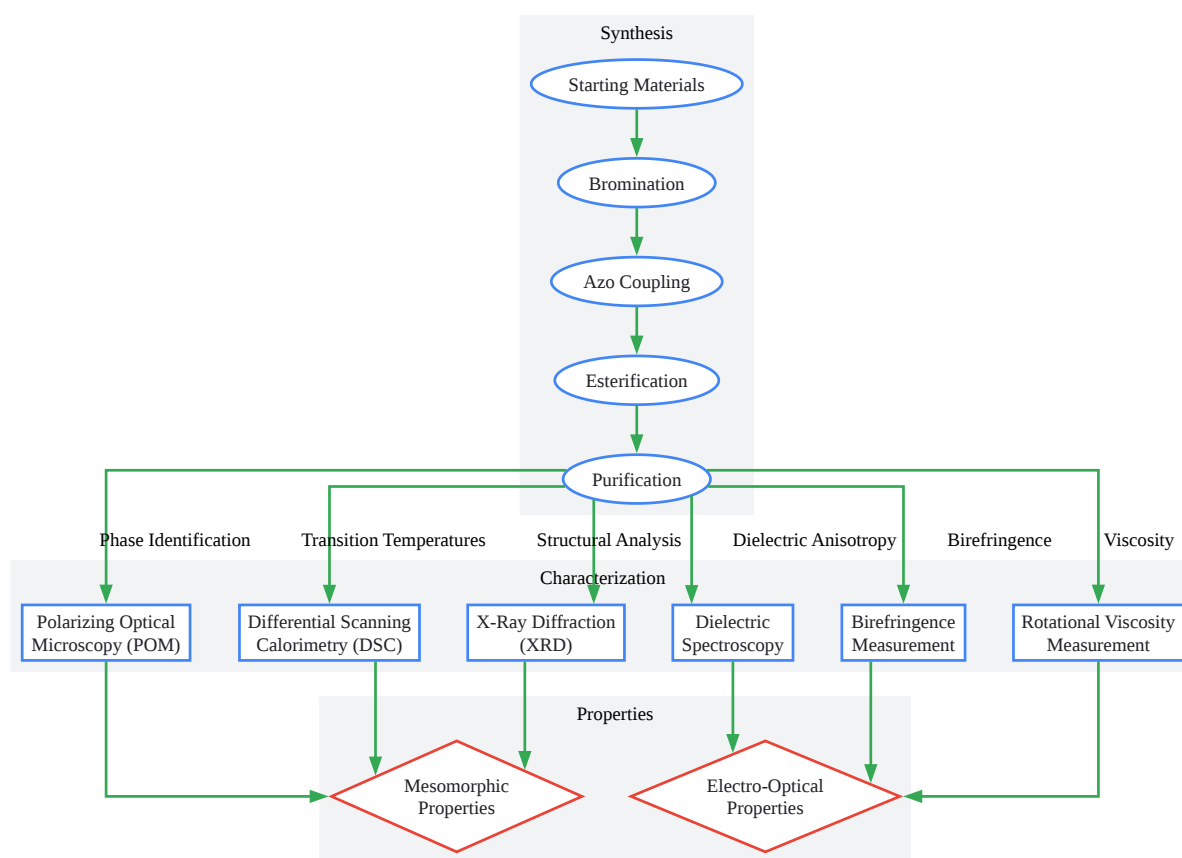 Synthesis
Starting Materials
Bromination
Azo Coupling
Esterification
Purification
Phase Identification
Transition Temperatures
Structural Analysis
Dielectric Anisotropy
Birefringence
Viscosity
Characterization
Polarizing Optical
Microscopy (POM)
Differential Scanning
Calorimetry (DSC)
X-Ray Diffraction
(XRD)
Dielectric
Spectroscopy
Birefringence
Measurement
Rotational Viscosity
Measurement
Properties
Mesomorphic
Properties
Electro-Optical
Properties